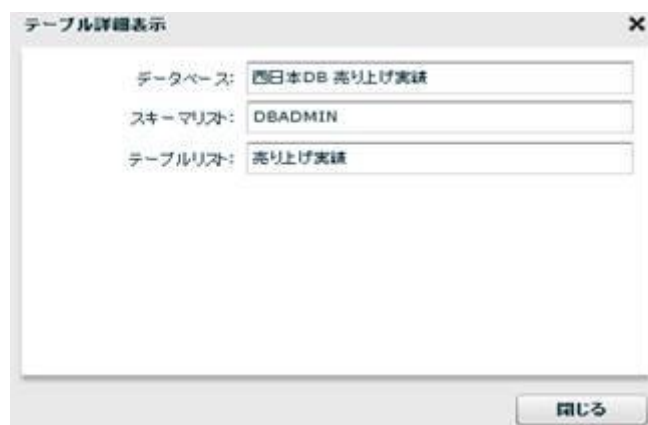 テーブル詳細表示
データベース: 西日本DB 売り上げ実績
スキーマリスト: DBADMIN
テーブルリスト: 売り上げ実績
閉じる